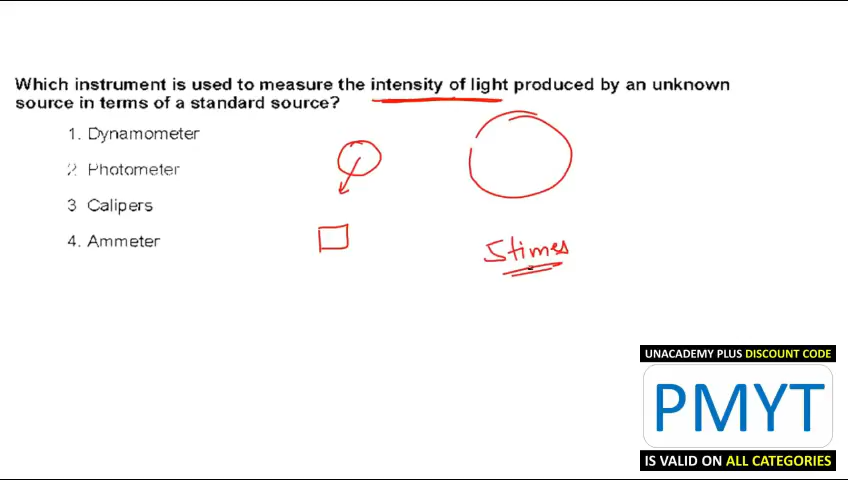 Which instrument is used to measure the intensity of light produced by an unknown
source in terms of a standard source?
1. Dynamometer
2 Photometer
3 Calipers
4. Ammeter
5 times
UNACADEMY PLUS DISCOUNT CODE
PMYT
IS VALID ON ALL CATEGORIES